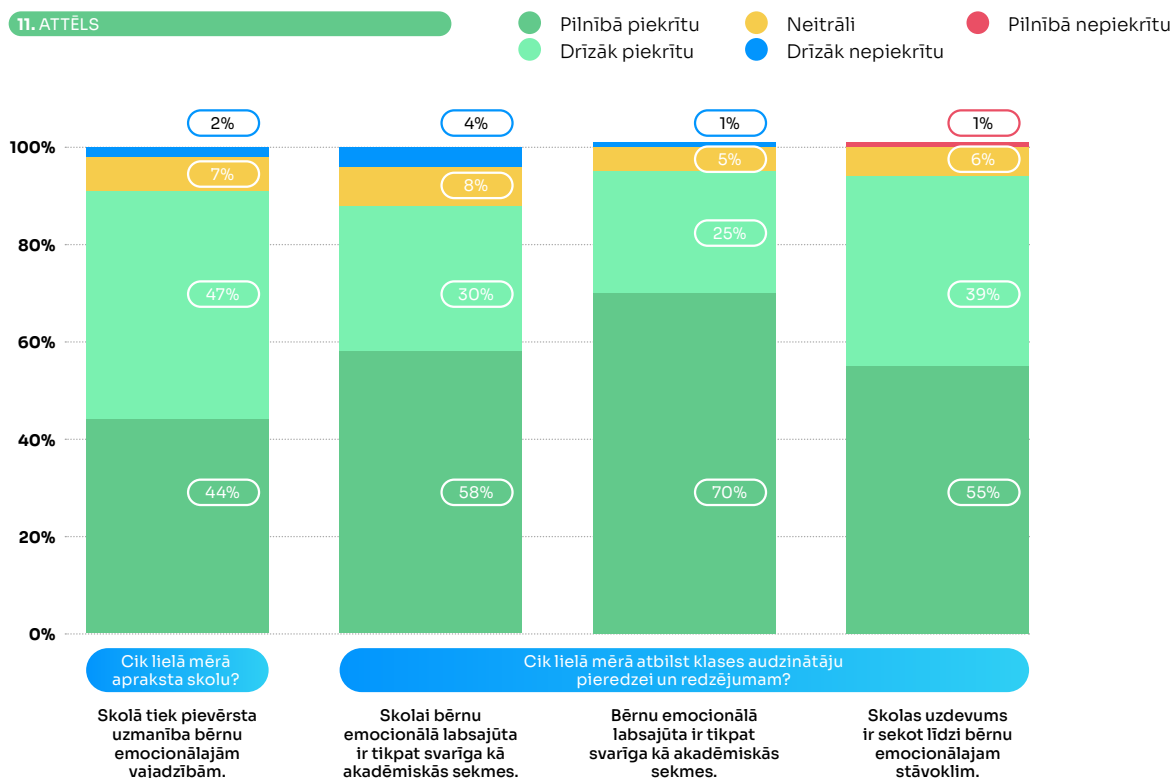 11. ATTĒLS
Pilnībā piekrītu
Drīzāk piekrītu
Neitrāli
Drīzāk nepiekrītu
Pilnībā nepiekrītu
100%
80%
60%
40%
20%
0%
2%
7%
47%
44%
4%
8%
30%
58%
1%
5%
25%
70%
1%
6%
39%
55%
Cik lielā mērā
apraksta skolu?
Cik lielā mērā atbilst klases audzinātāju
pieredzei un redzējumam?
Skolā tiek pievērsta
uzmanība bērnu
emocionālajām
vajadzībām.
Skolai bērnu
emocionālā labsajūta
ir tikpat svarīga kā
akadēmiskās sekmes.
Bērnu emocionālā
labsajūta ir tikpat
svarīga kā akadēmiskās
sekmes.
Skolas uzdevums
ir sekot līdzi bērnu
emocionālajam
stāvoklim.